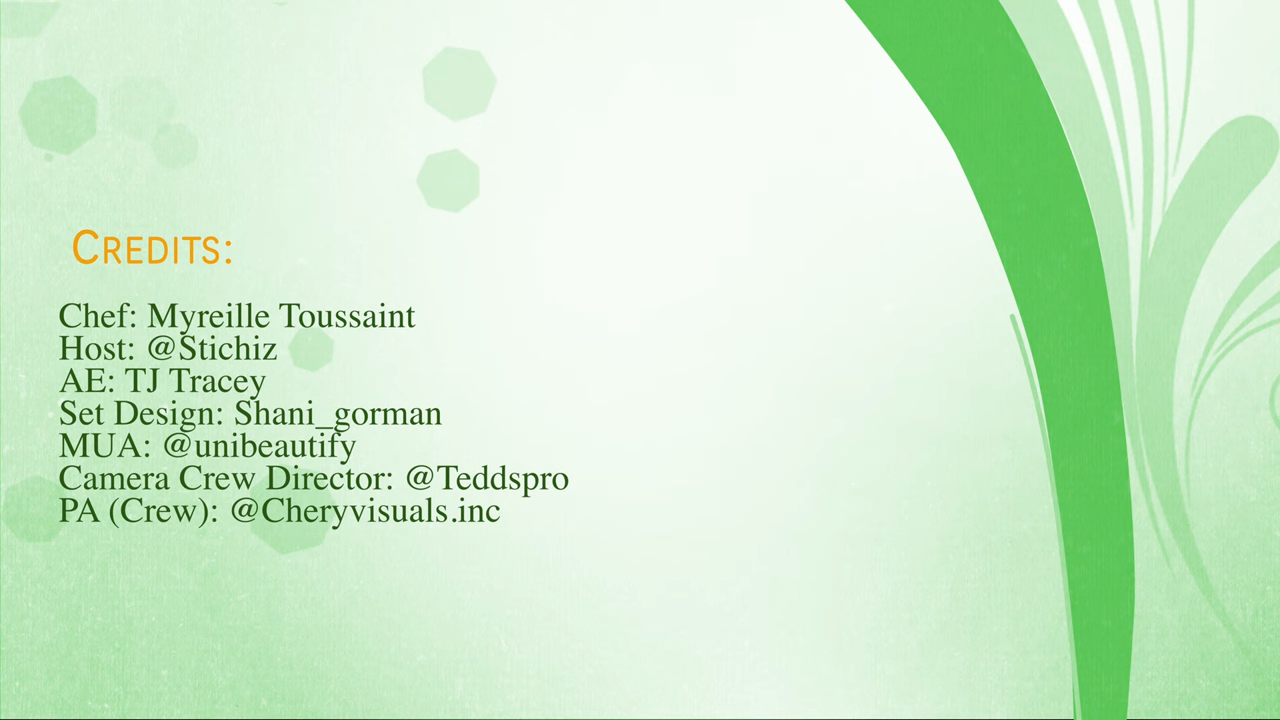 CREDITS:
Chef: Myreille Toussaint
Host: @Stichiz
AE: TJ Tracey
Set Design: Shani_gorman
MUA: @unibeautify
Camera Crew Director: @Teddspro
PA (Crew): @Cheryvisuals.inc